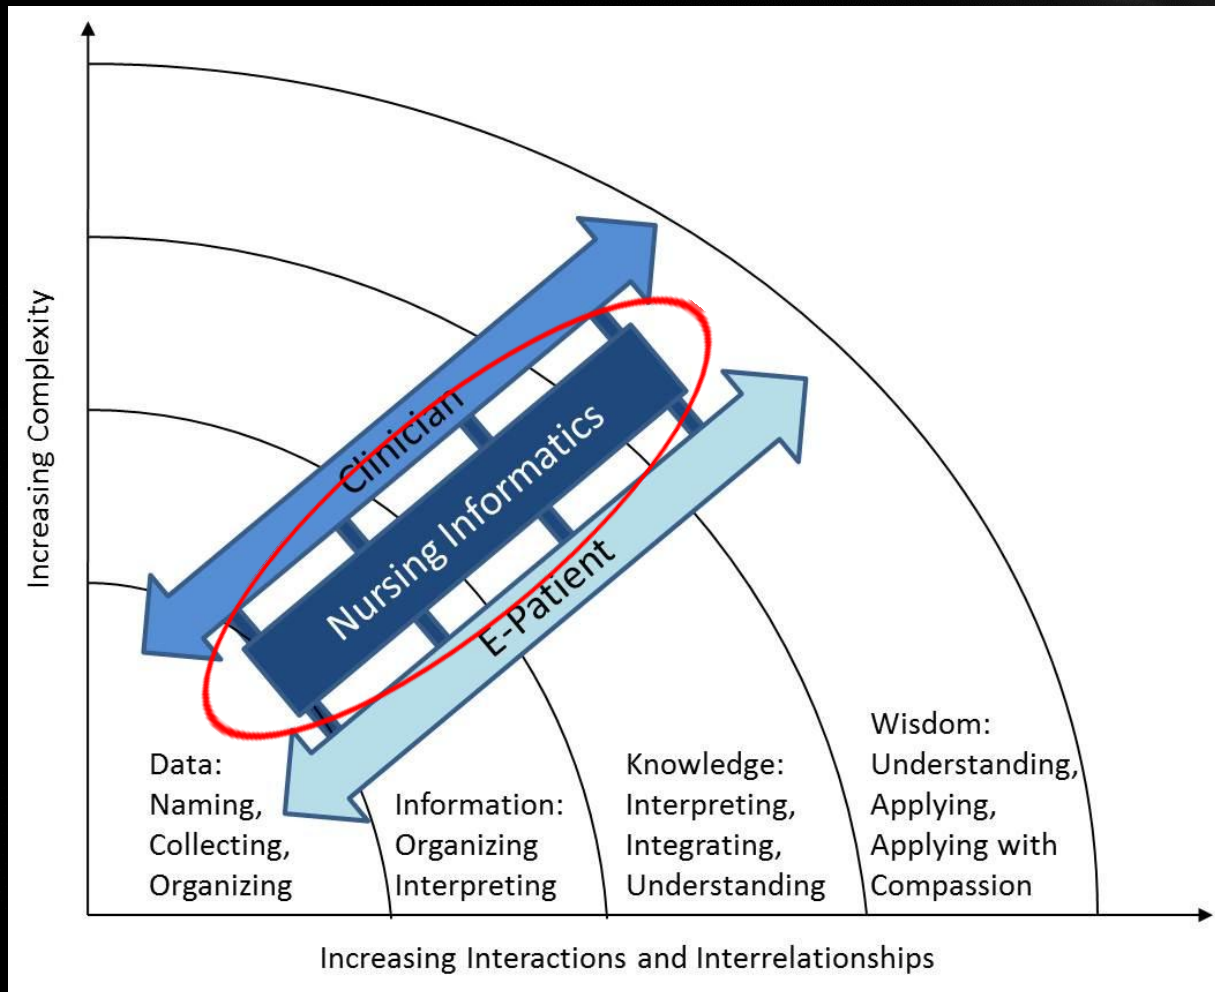 Increasing Complexity
Clinician
Nursing Informatics
E-Patient
Data:
Naming,
Collecting,
Organizing
Information:
Organizing
Interpreting
Knowledge:
Interpreting,
Integrating,
Understanding
Wisdom:
Understanding,
Applying,
Applying with
Compassion
Increasing Interactions and Interrelationships